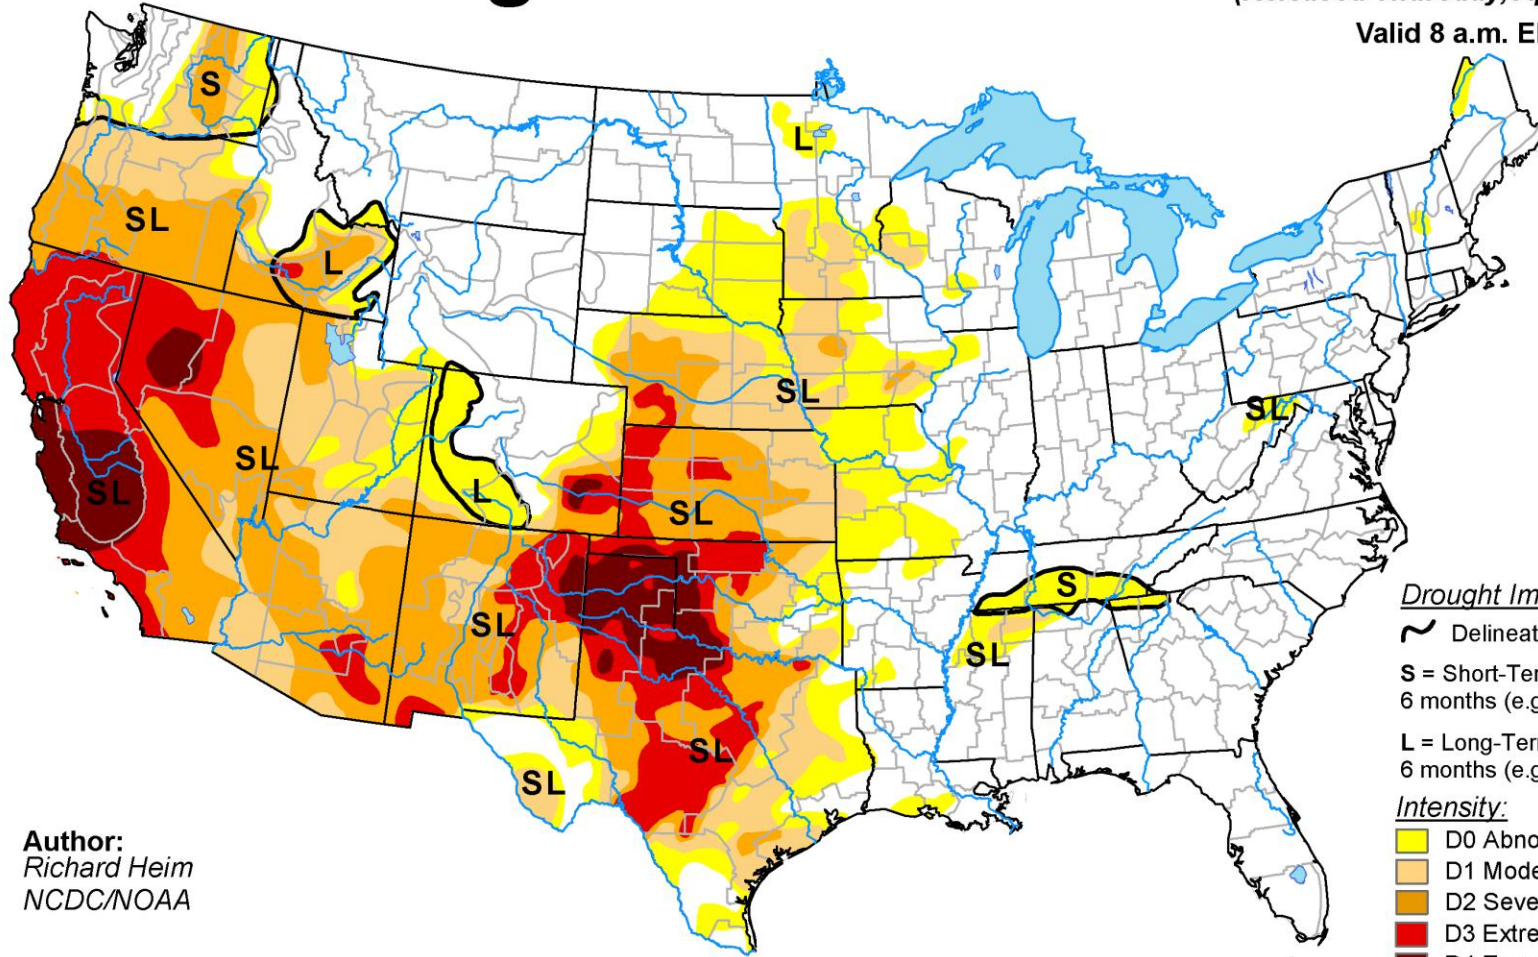 Valid 8 a.m. E
S
L
SL
L
SL
SL
SL
SL
L
SL
S
SL
SL
SL
SL
Author:
Richard Heim
NCDC/NOAA
Drought Im
Delineat
S = Short-Ter
6 months (e.g
L = Long-Ter
6 months (e.g
Intensity:
D0 Abno
D1 Mode
D2 Seve
D3 Extre